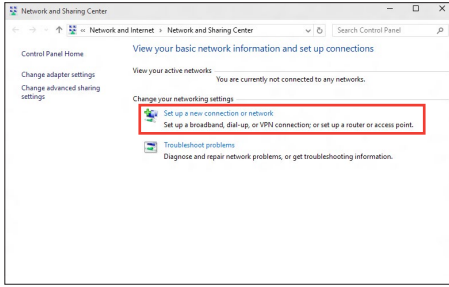 Network and Sharing Center
« Network and Internet › Network and Sharing Center
Search Control Panel
Control Panel Home
Change adapter settings
Change advanced sharing
settings
View your basic network information and set up connections
View your active networks
You are currently not connected to any networks.
Change your networking settings
Set up a new connection or network
Set up a broadband, dial-up, or VPN connection; or set up a router or access point.
Troubleshoot problems
Diagnose and repair network problems, or get troubleshooting information.